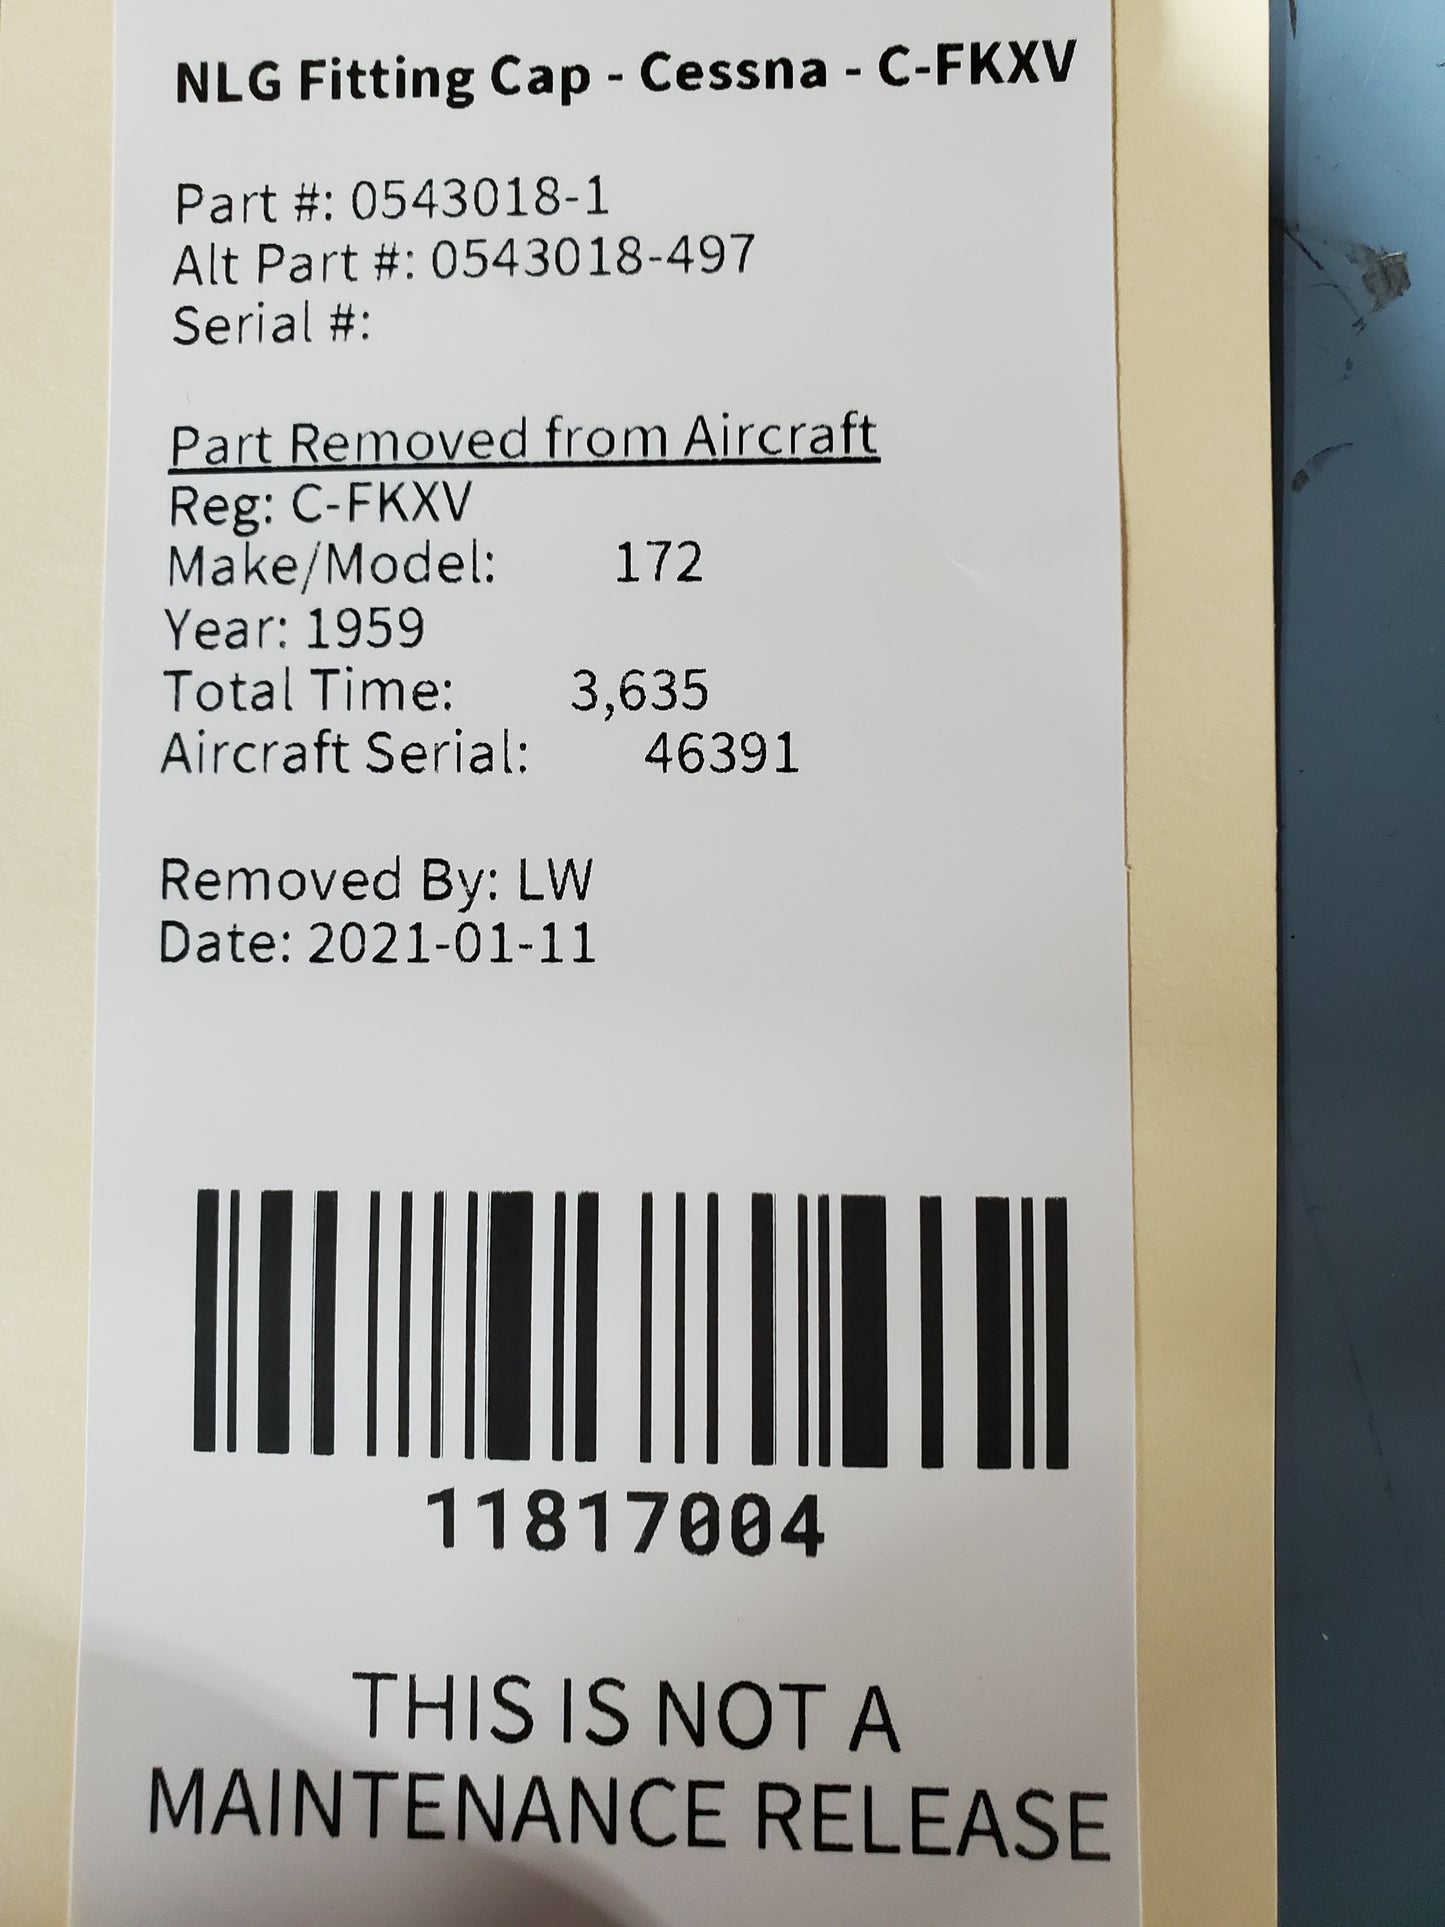 NLG Fitting Cap - Cessna - C-FKXV
Part #: 0543018-1
Alt Part #: 0543018-497
Serial #:
Part Removed from Aircraft
Reg: C-FKXV
Make/Model: 172
Year: 1959
Total Time: 3,635
Aircraft Serial: 46391
Removed By: LW
Date: 2021-01-11
11817004
THIS IS NOT A
MAINTENANCE RELEASE